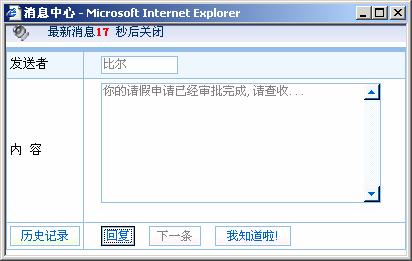 消息中心 - Microsoft Internet Explorer
最新消息17 秒后关闭
发送者 比尔
你的请假申请已经审批完成,请查收...
内 容
历史记录 回复 下一条 我知道啦!